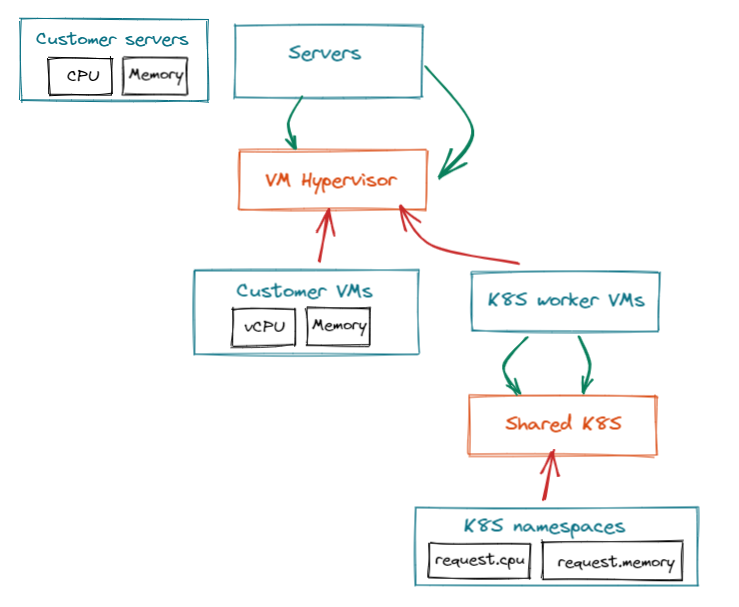 Customer servers
CPU
Memory
Servers
VM Hypervisor
Customer VMs
vCPU
Memory
K8S worker VMs
Shared K8S
K8S namespaces
request.cpu
request.memory